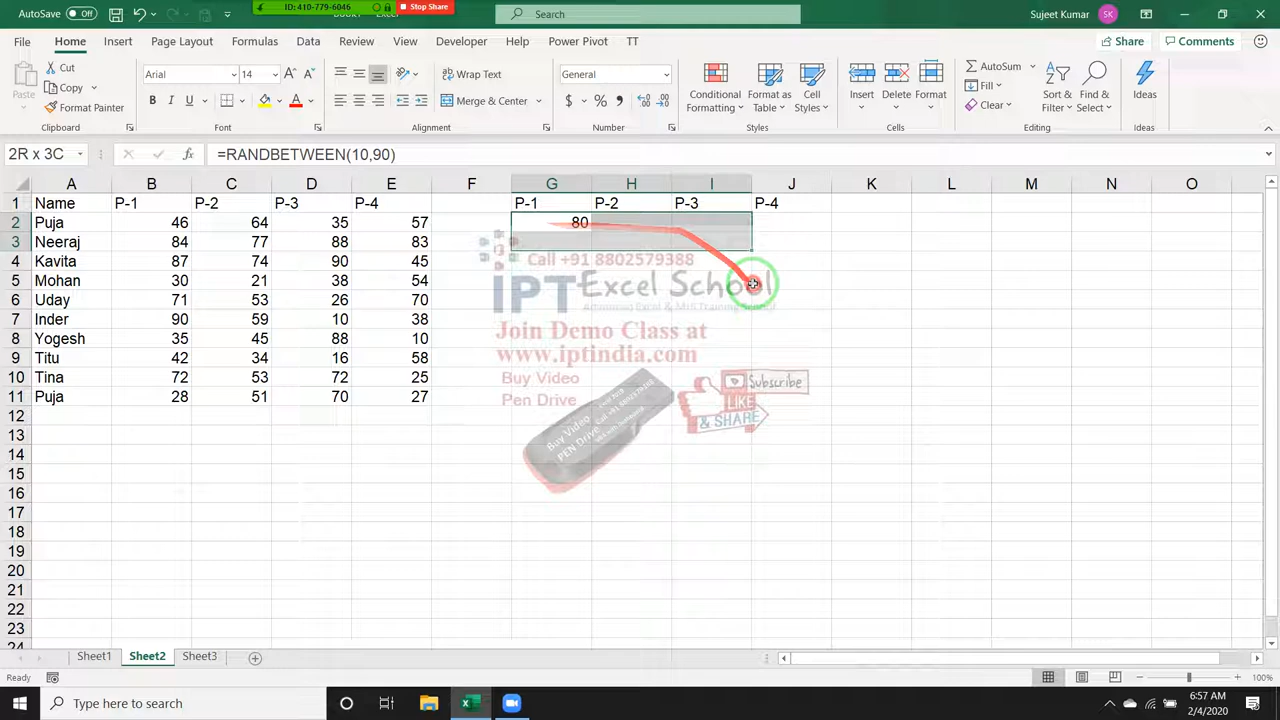 AutoSave Off
ID:410-779-6046 Stop Share
Search
Sujeet Kumar SK
File Home Insert Page Layout Formulas Data Review View Developer Help Power Pivot TT
Share Comments
Paste
Cut
Copy
Format Painter
Clipboard
Arial 14
B I U
Font
Wrap Text
Merge & Center
Alignment
General
$ % ,
Number
Conditional Formatting
Format as Table
Cell Styles
Styles
Insert Delete Format
Cells
AutoSum
Fill
Clear
Sort & Filter
Find & Select
Editing
Ideas
Ideas
2R x 3C fx =RANDBETWEEN(10,90)
A B C D E F G H I J K L M N O
1 Name P-1 P-2 P-3 P-4 P-1 P-2 P-3 P-4
2 Puja 46 64 35 57 80
3 Neeraj 84 77 88 83
4 Kavita 87 74 90 45
5 Mohan 30 21 38 54
6 Uday 71 53 26 70
7 Inder 90 59 10 38
8 Yogesh 35 45 88 10
9 Titu 42 34 16 58
10 Tina 72 53 72 25
11 Puja 28 51 70 27
12
13
14
15
16
17
18
19
20
21
22
23
24
Call +91 8802579388
IPT Excel School
Advanced Excel & MIS Training School
Join Demo Class at
www.iptindia.com
Buy Video
Pen Drive
Buy Video
PEN Drive
Subscribe
LIKE
& SHARE
Sheet1 Sheet2 Sheet3
Ready
100%
Type here to search
6:57 AM
2/4/2020